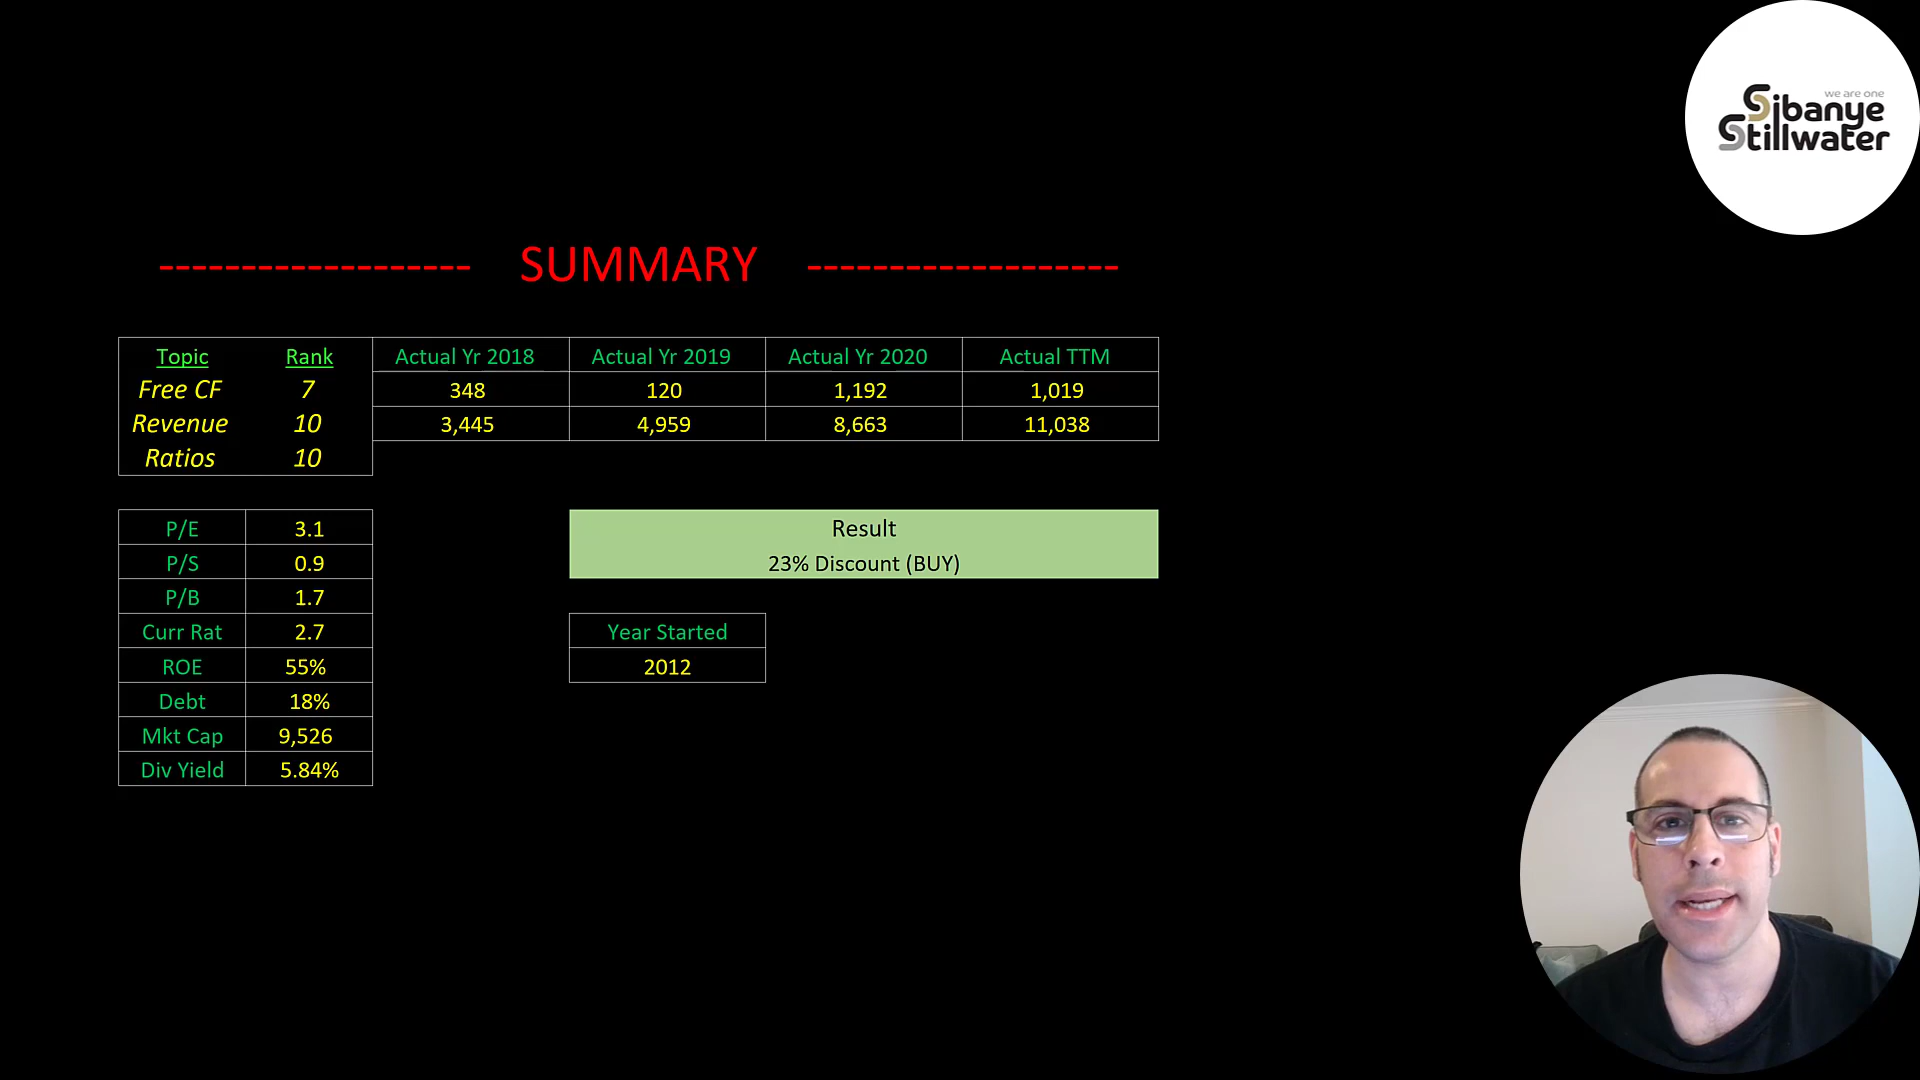 we are one
Sibanye
Stillwater
------------------- SUMMARY -------------------
Topic Rank Actual Yr 2018 Actual Yr 2019 Actual Yr 2020 Actual TTM
Free CF 7 348 120 1,192 1,019
Revenue 10 3,445 4,959 8,663 11,038
Ratios 10
P/E 3.1
P/S 0.9
P/B 1.7
Curr Rat 2.7
ROE 55%
Debt 18%
Mkt Cap 9,526
Div Yield 5.84%
Result
23% Discount (BUY)
Year Started
2012